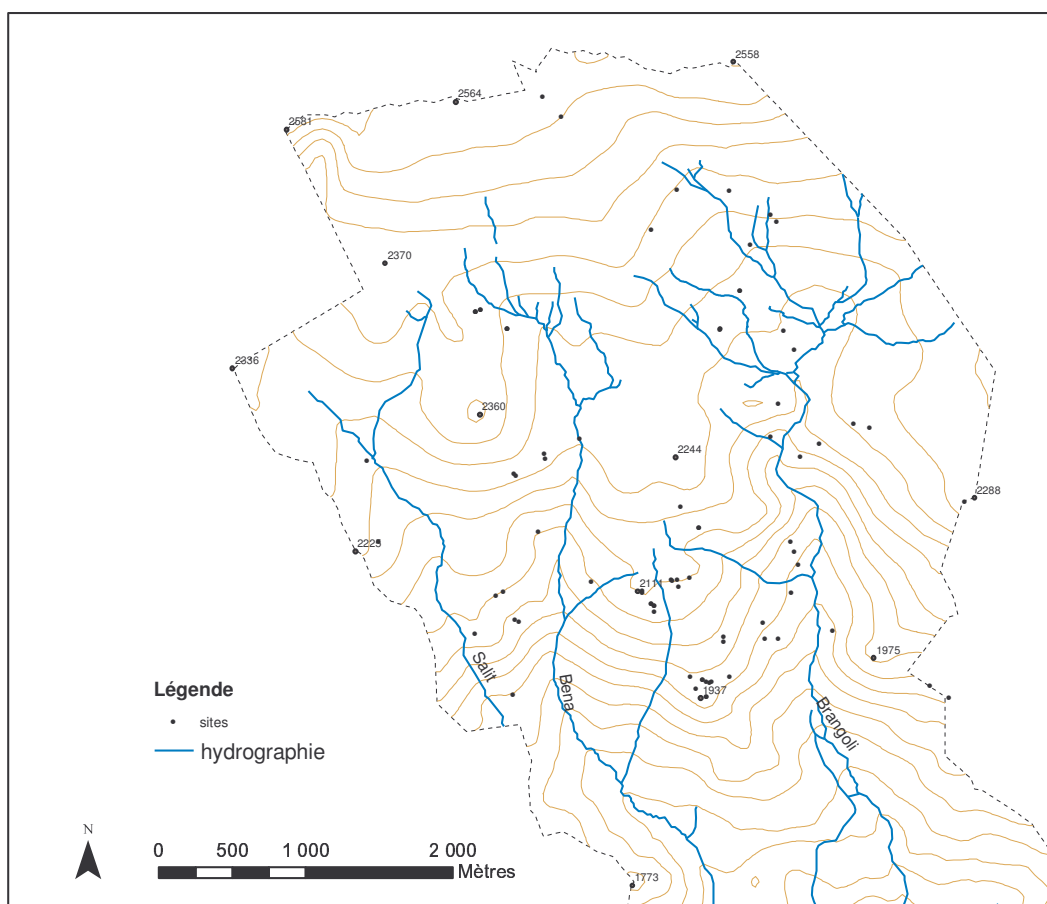 2558
2564
2581
2370
2336
2360
2244
2288
2225
2111
1975
Salit
Bena
1937
Brangoli
Légende
sites
hydrographie
N
0 500 1 000 2 000
Mètres
1773